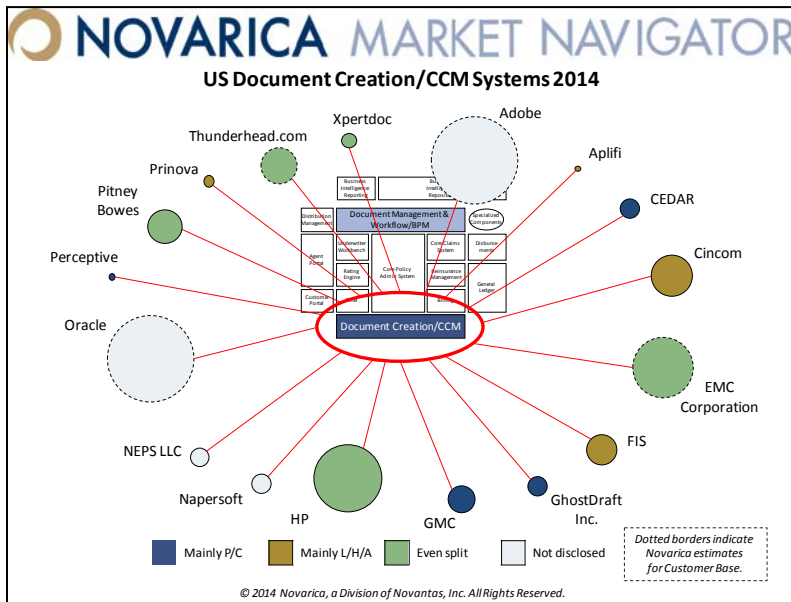 NOVARICA MARKET NAVIGATOR
US Document Creation/CCM Systems 2014
Xpertdoc
Adobe
Thunderhead.com
Aplifi
Prinova
Pitney
Bowes
CEDAR
Perceptive
Cincom
Oracle
EMC
Corporation
NEPS LLC
FIS
Napersoft
HP
GMC
GhostDraft
Inc.
Business
Intelligence:
Reporting
Distribution
Management
Document Management &
Workflow/BPM
Specialized
Components
Agent
Portal
Underwriter
Workbench
Core Policy
Admin System
Core Claims
System
Disburse-
ments
Rating
Engine
Reinsurance
Management
General
Ledger
Customer
Portal
Document Creation/CCM
Mainly P/C
Mainly L/H/A
Even split
Not disclosed
Dotted borders indicate
Novarica estimates
for Customer Base.
© 2014 Novarica, a Division of Novantas, Inc. All Rights Reserved.